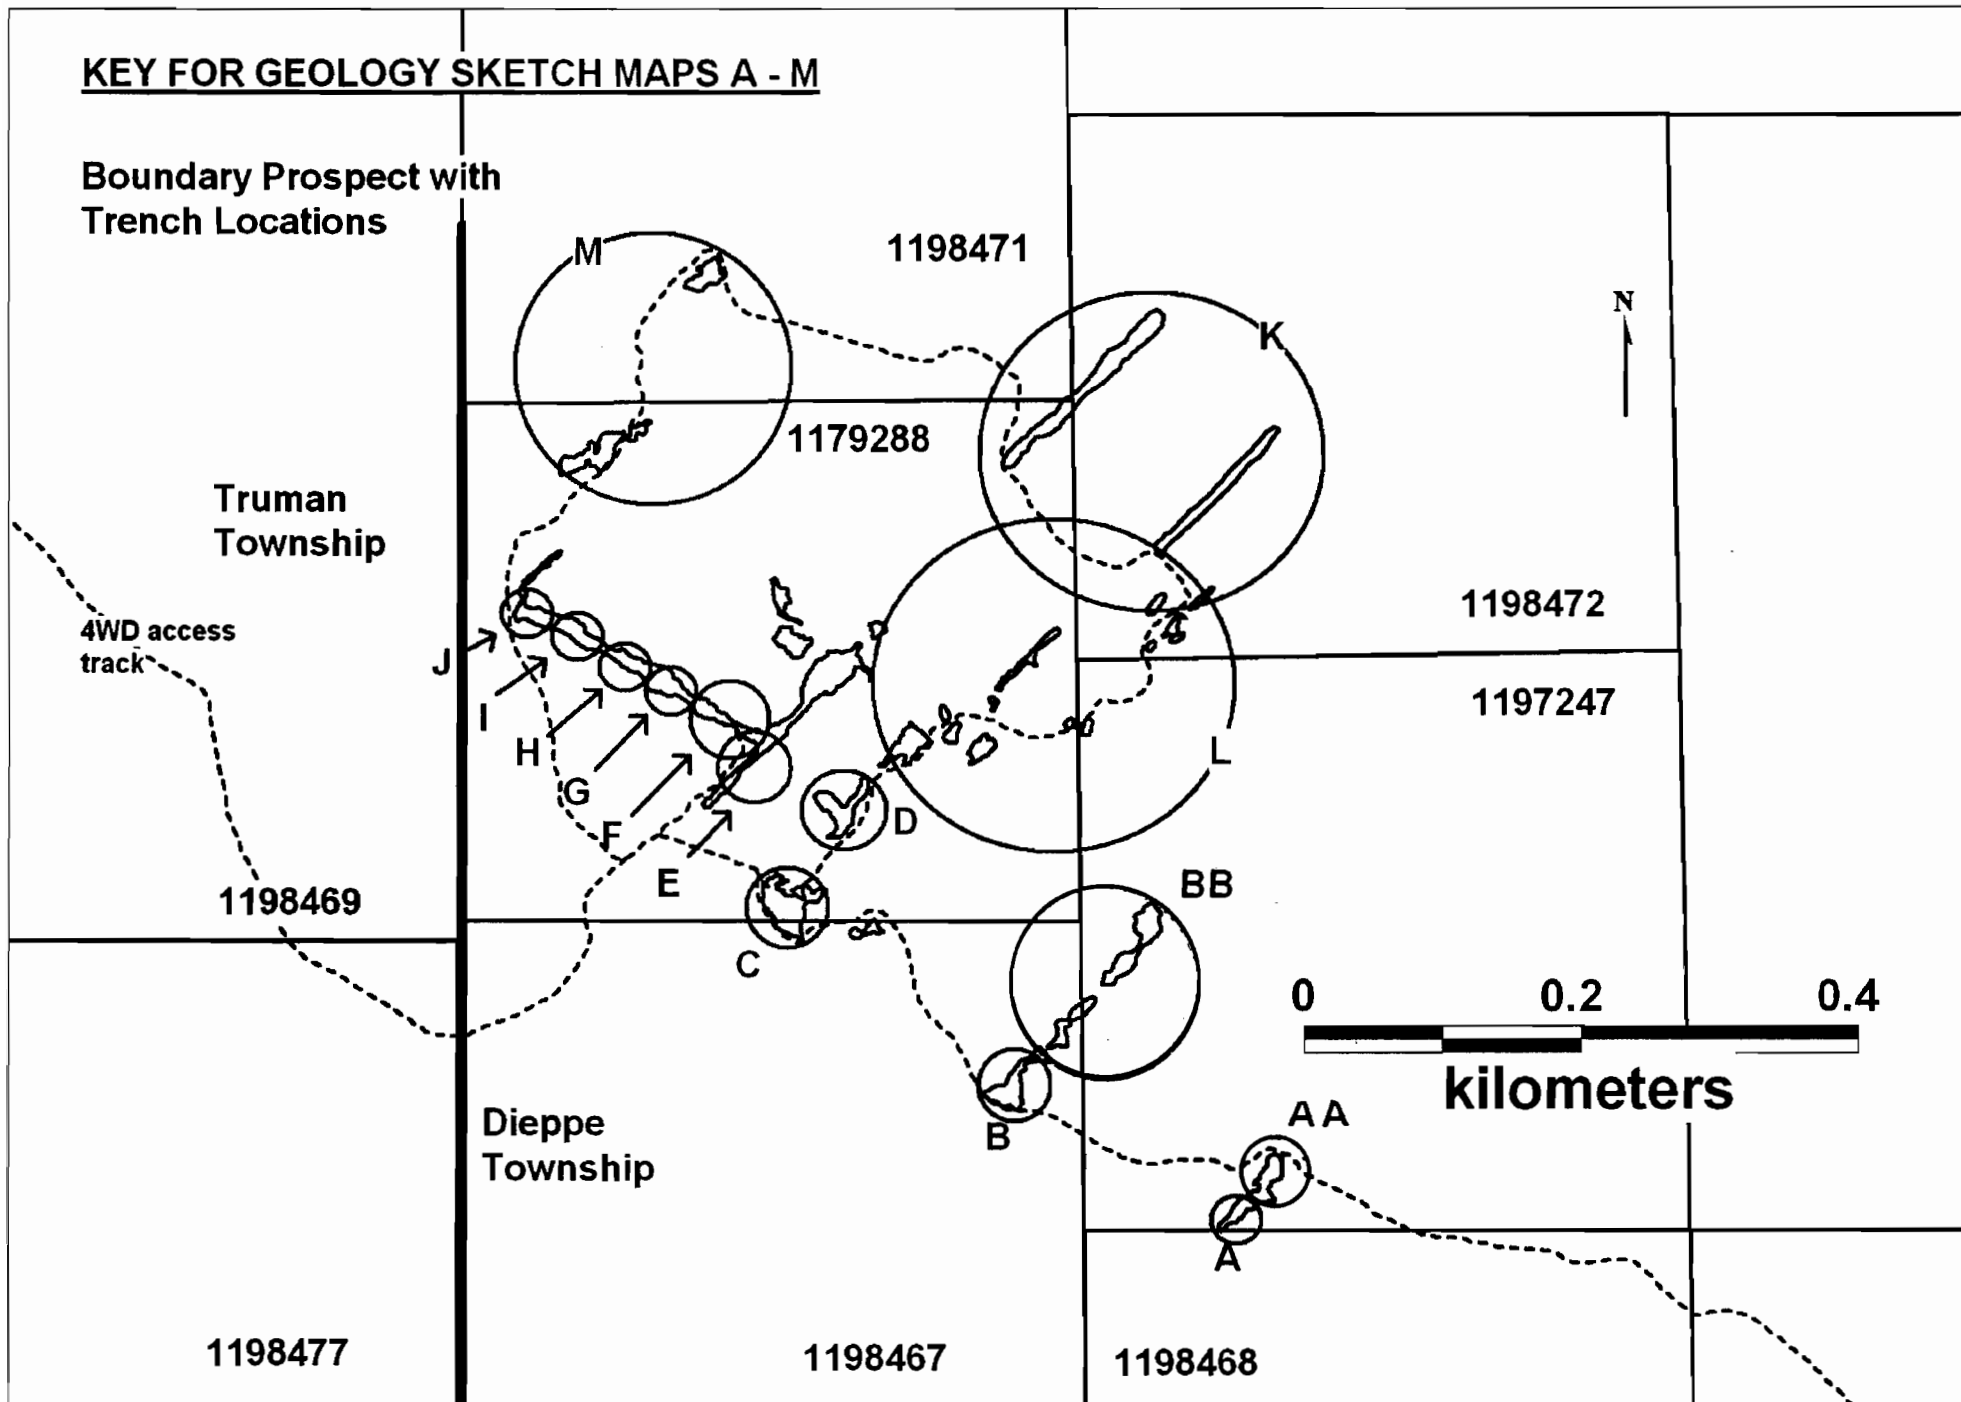 KEY FOR GEOLOGY SKETCH MAPS A - M
Boundary Prospect with
Trench Locations
M
1198471
K
N
1179288
Truman
Township
1198472
4WD access
track
J
1197247
I
H
L
G
D
F
E
BB
1198469
C
0 0.2 0.4
kilometers
Dieppe
Township
B
AA
A
1198477
1198467
1198468